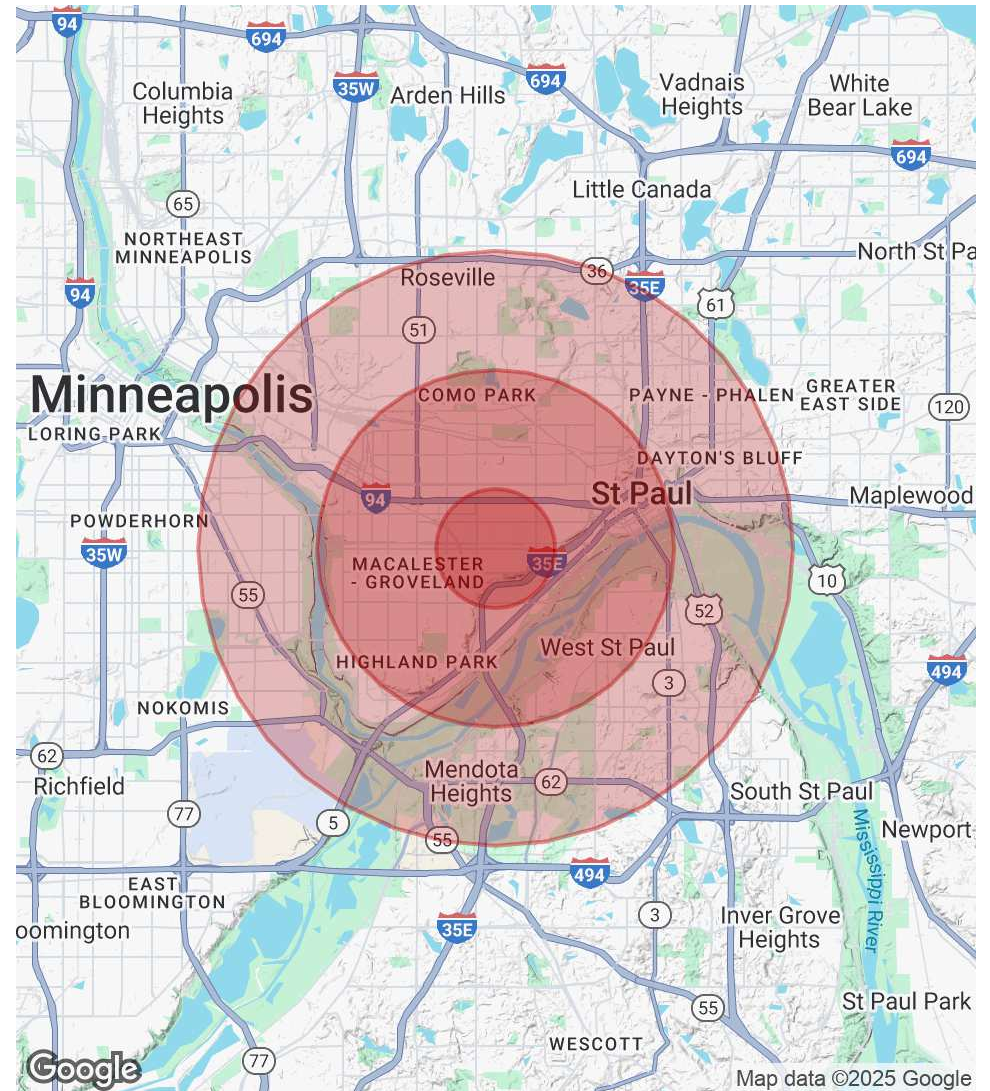 94
694
35W
694
Columbia
Heights
Arden Hills
Vadnais
Heights
White
Bear Lake
694
Little Canada
65
NORTHEAST
MINNEAPOLIS
North St Pa
Roseville
36
35E
94
61
51
Minneapolis
COMO PARK
PAYNE - PHALEN
GREATER
EAST SIDE
120
LORING PARK
DAYTON'S BLUFF
94
St Paul
Maplewood
POWDERHORN
35W
MACALESTER
- GROVELAND
35E
10
55
52
HIGHLAND PARK
West St Paul
3
494
NOKOMIS
62
Richfield
Mendota
Heights
62
South St Paul
77
5
55
Newport
Mississippi River
494
EAST
BLOOMINGTON
oomington
35E
3
Inver Grove
Heights
55
St Paul Park
WESCOTT
77
Google
Map data ©2025 Google